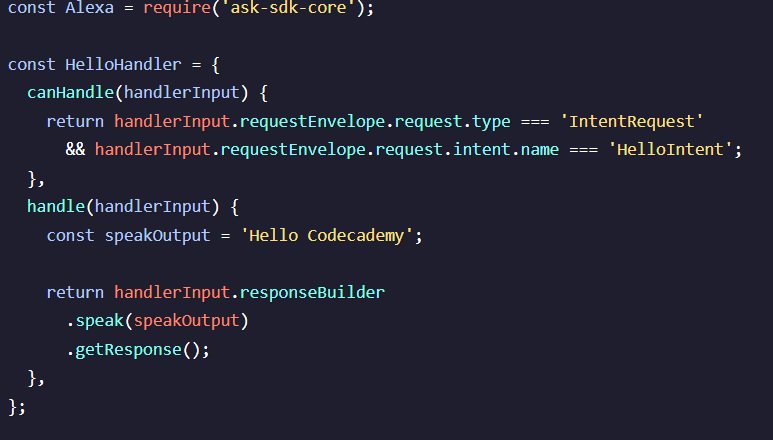 const Alexa = require('ask-sdk-core');

const HelloHandler = {
  canHandle(handlerInput) {
    return handlerInput.requestEnvelope.request.type === 'IntentRequest'
      && handlerInput.requestEnvelope.request.intent.name === 'HelloIntent';
  },
  handle(handlerInput) {
    const speakOutput = 'Hello Codecademy';

    return handlerInput.responseBuilder
      .speak(speakOutput)
      .getResponse();
  },
};